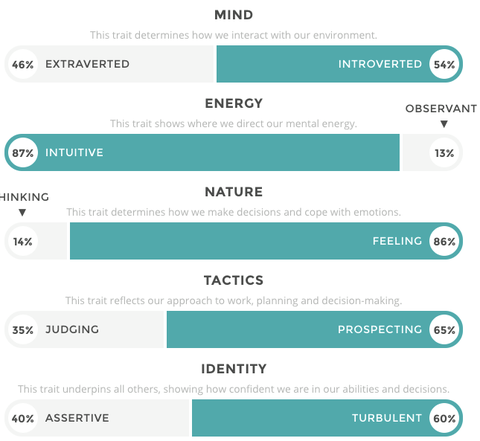 MIND
This trait determines how we interact with our environment.
46% EXTRAVERTED INTROVERTED 54%
ENERGY
OBSERVANT
This trait shows where we direct our mental energy.
87% INTUITIVE 13%
NATURE
HINKING
This trait determines how we make decisions and cope with emotions.
14% FEELING 86%
TACTICS
This trait reflects our approach to work, planning and decision-making.
35% JUDGING PROSPECTING 65%
IDENTITY
This trait underpins all others, showing how confident we are in our abilities and decisions.
40% ASSERTIVE TURBULENT 60%